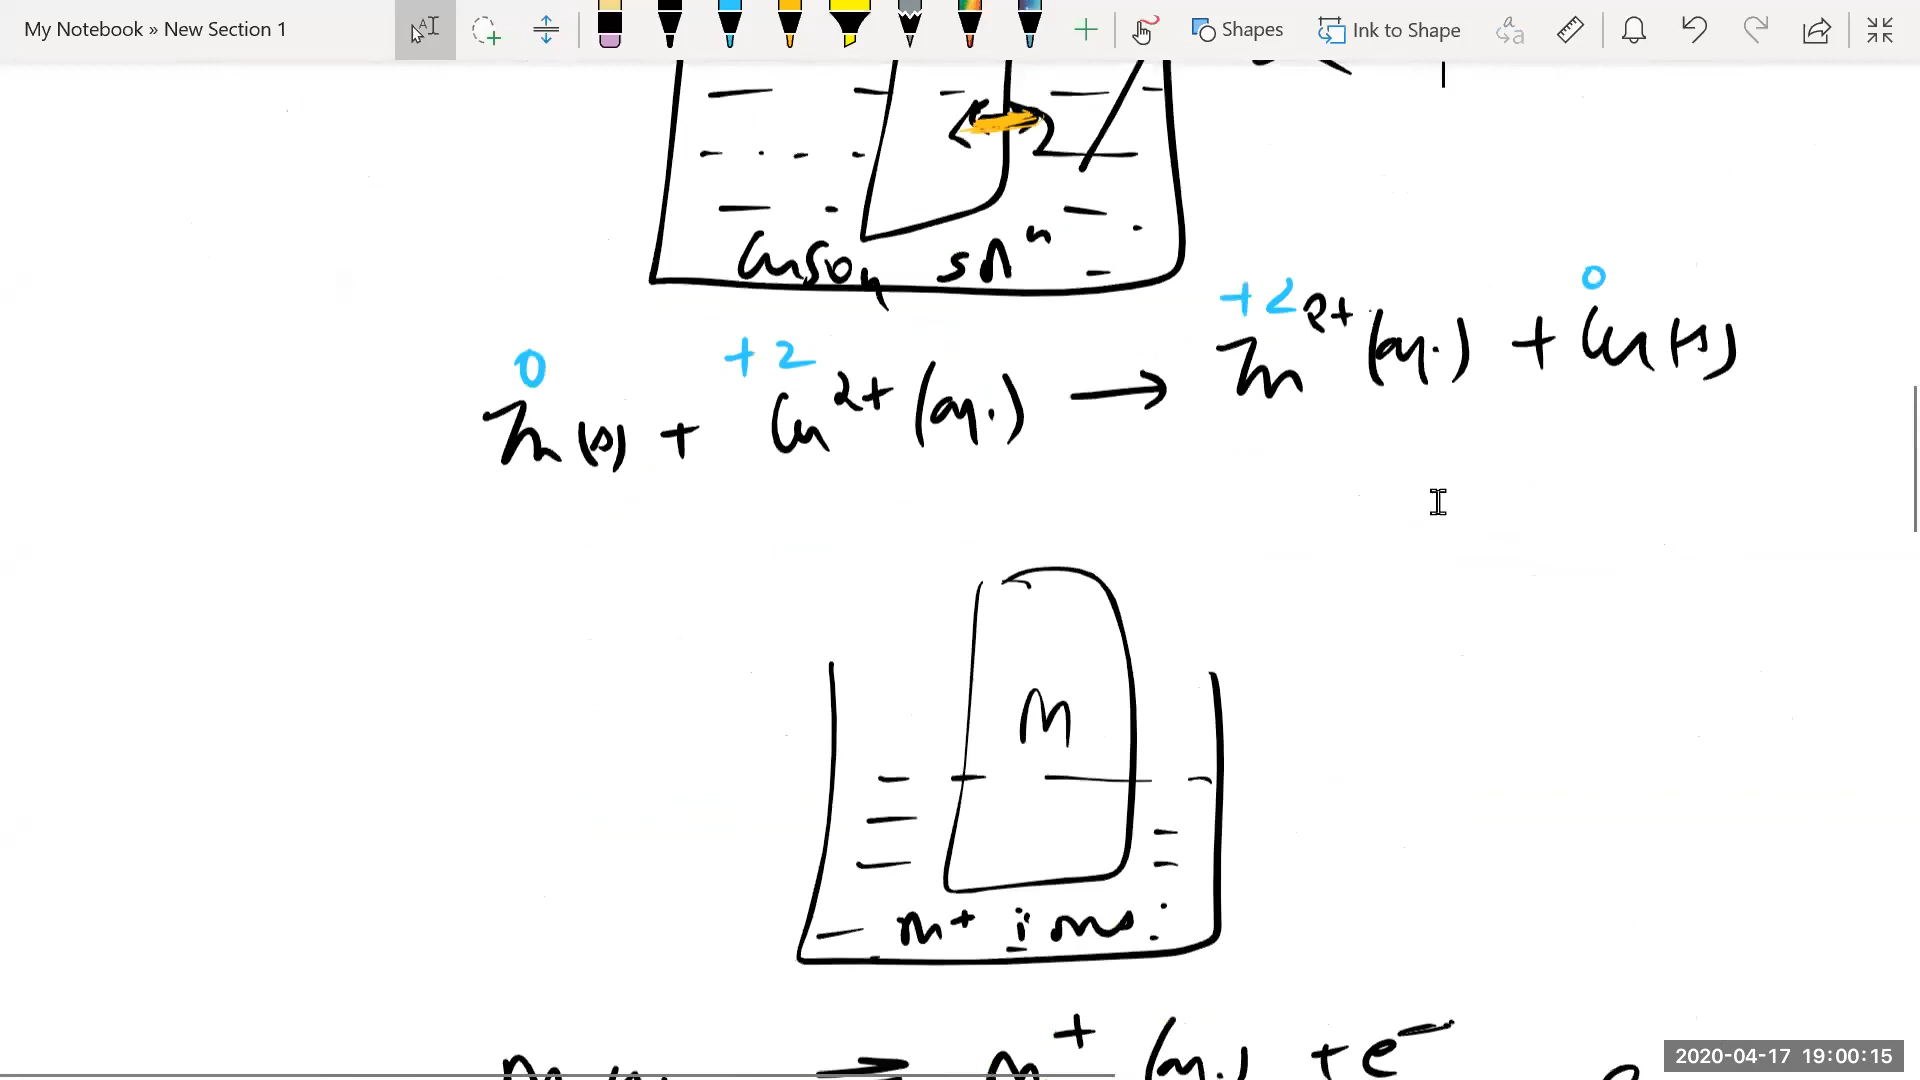 My Notebook » New Section 1
Shapes
Ink to Shape
CuSO4 solⁿ
0 +2 +2 0
Zn(s) + Cu²⁺(aq.) → Zn²⁺(aq.) + Cu(s)
M
m⁺ ions
⇌ M⁺ (aq.) + e⁻
2020-04-17 19:00:15